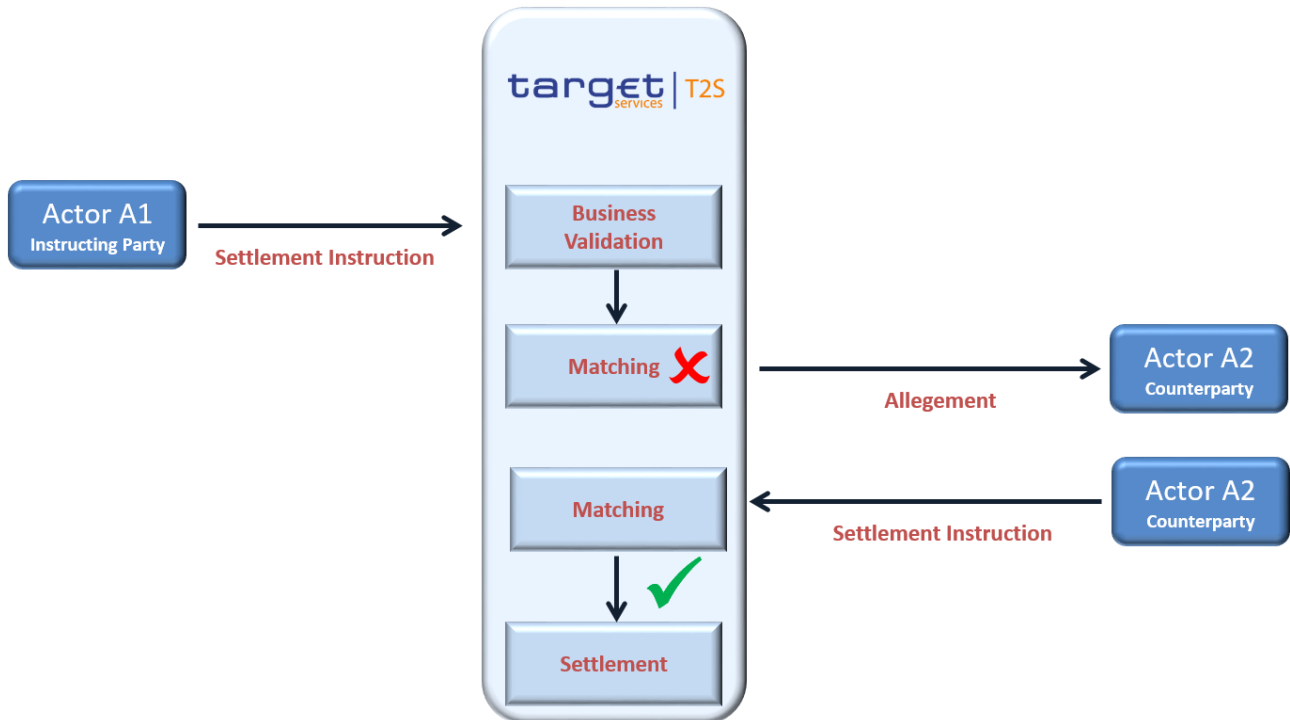 target | T2S
services
Actor A1
Instructing Party
Settlement Instruction
Business
Validation
Matching
Allegement
Actor A2
Counterparty
Matching
Settlement Instruction
Actor A2
Counterparty
Settlement